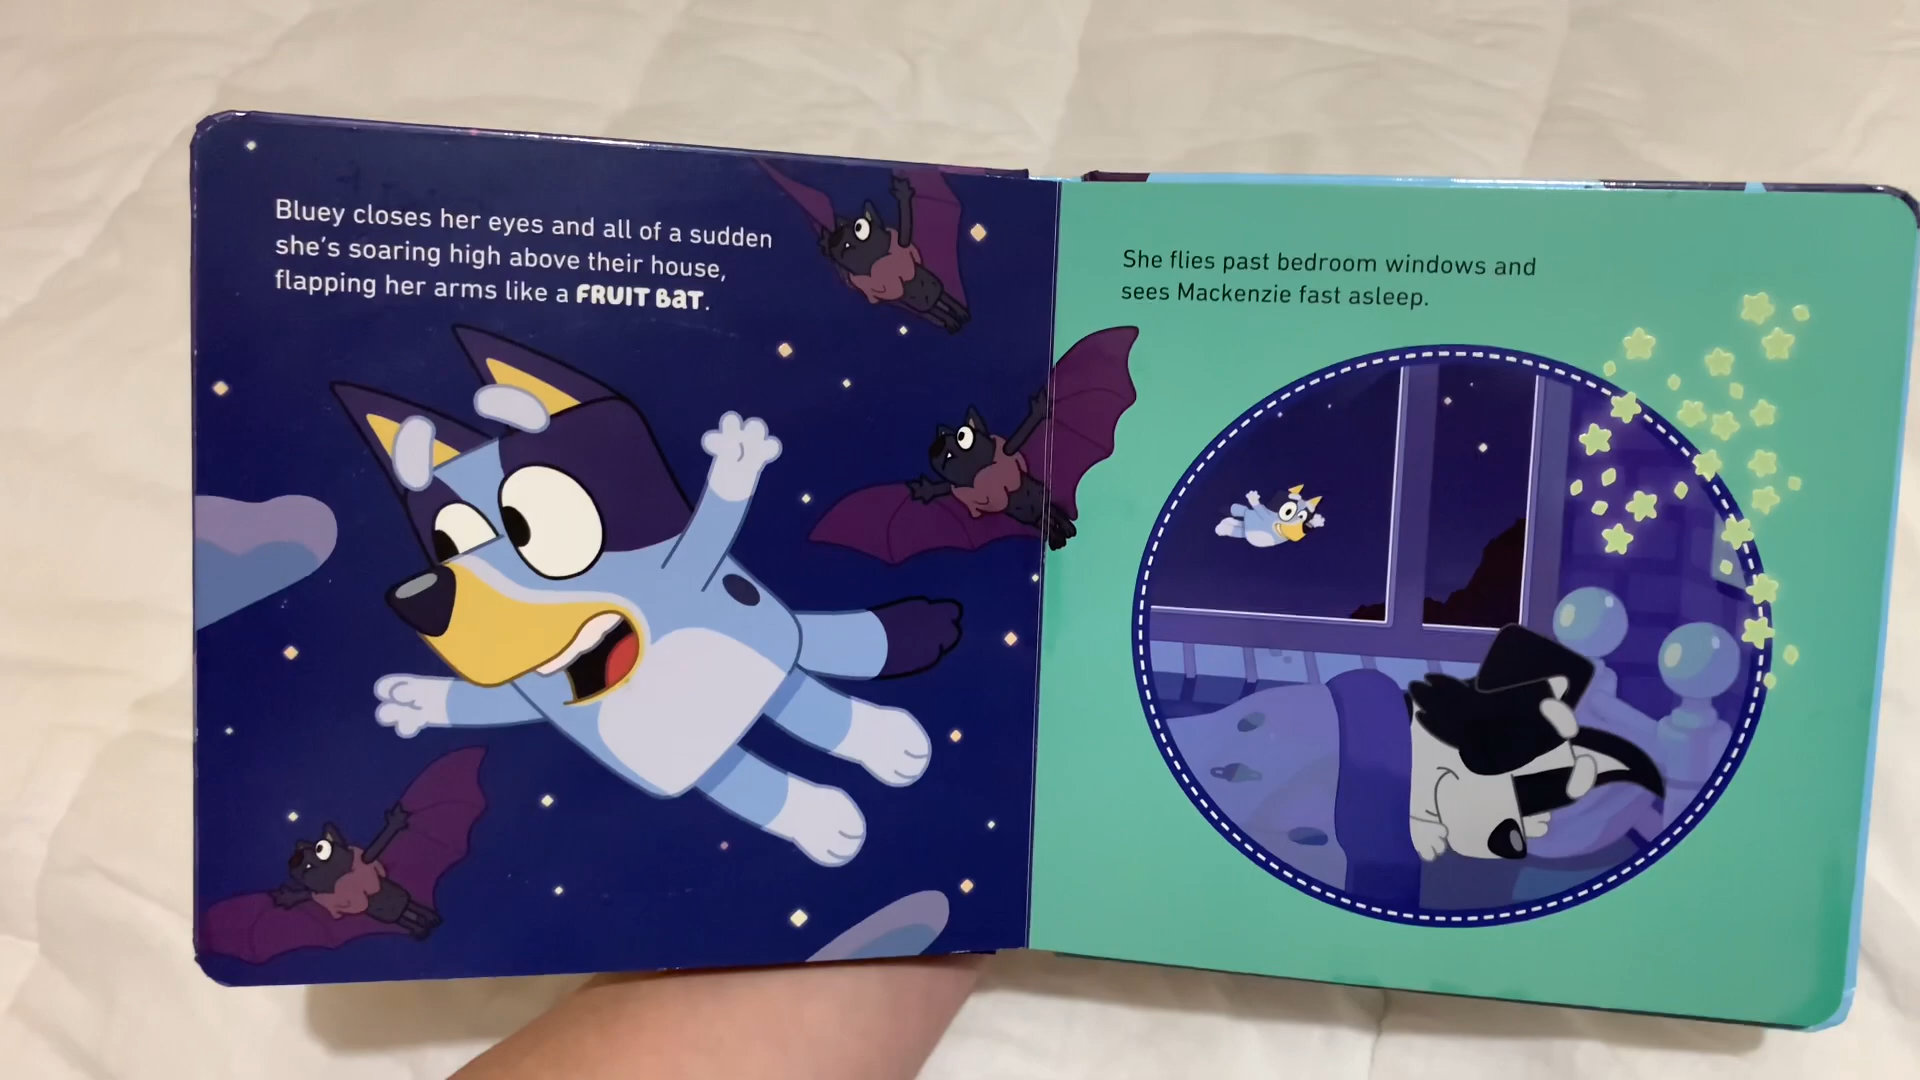 Bluey closes her eyes and all of a sudden
she's soaring high above their house,
flapping her arms like a FRUIT BaT.
She flies past bedroom windows and
sees Mackenzie fast asleep.